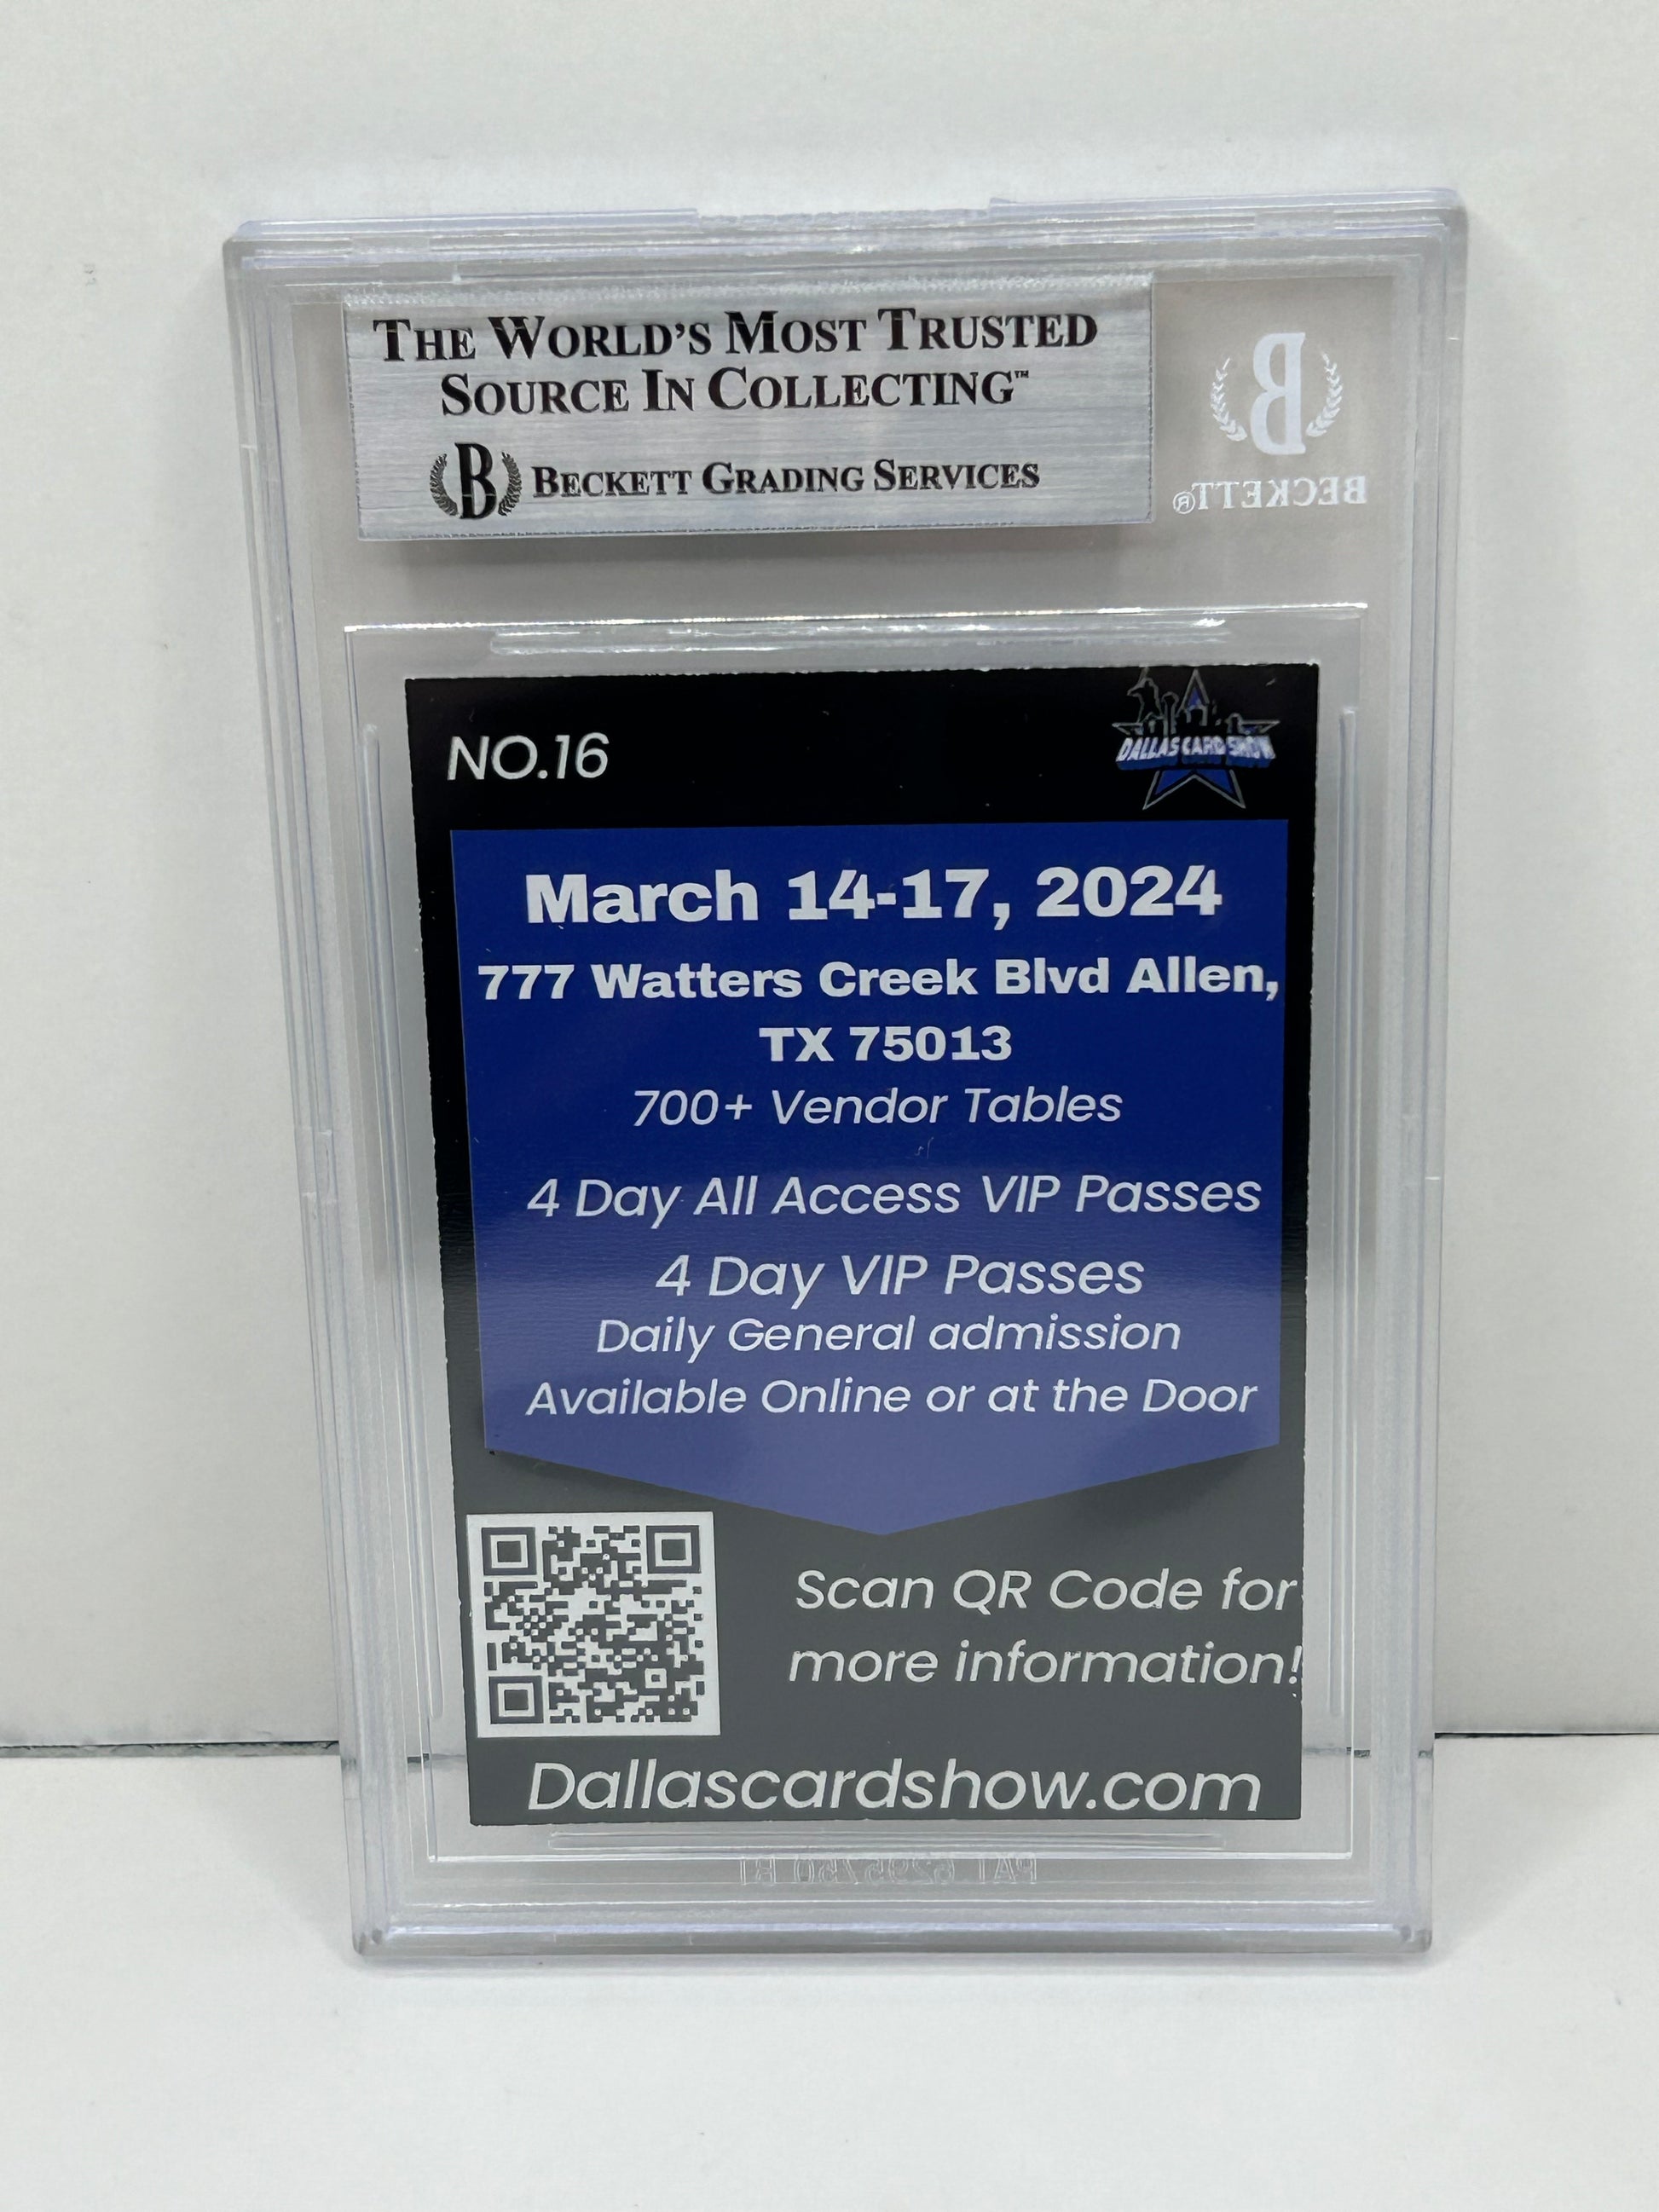 THE WORLD'S MOST TRUSTED
SOURCE IN COLLECTING™
B BECKETT GRADING SERVICES
B
BECKETT®
NO.16
DALLAS CARD SHOW
March 14-17, 2024
777 Watters Creek Blvd Allen,
TX 75013
700+ Vendor Tables
4 Day All Access VIP Passes
4 Day VIP Passes
Daily General admission
Available Online or at the Door
Scan QR Code for
more information!
Dallascardshow.com